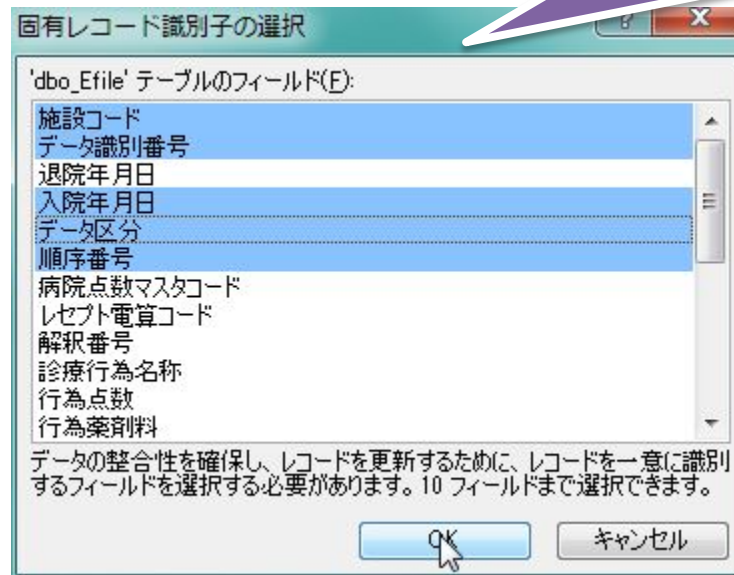 固有レコード識別子の選択
'dbo_Efile' テーブルのフィールド(F):
施設コード
データ識別番号
退院年月日
入院年月日
データ区分
順序番号
病院点数マスタコード
レセプト電算コード
解釈番号
診療行為名称
行為点数
行為薬剤料
データの整合性を確保し、レコードを更新するために、レコードを一意に識別
するフィールドを選択する必要があります。10 フィールドまで選択できます。
OK キャンセル